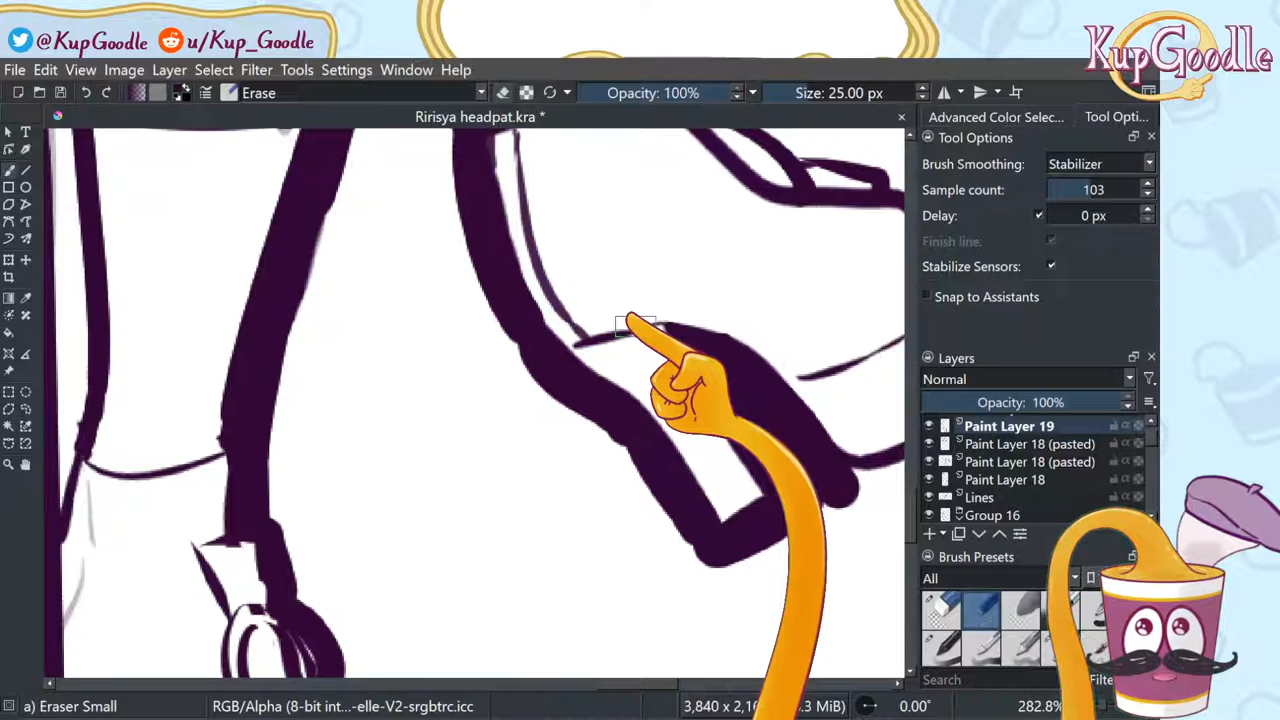 @KupGoodle u/Kup_Goodle
KupGoodle
File Edit View Image Layer Select Filter Tools Settings Window Help
Erase Opacity: 100% Size: 25.00 px
Ririsya headpat.kra *
Advanced Color Selec... Tool Opti...
Tool Options
Brush Smoothing: Stabilizer
Sample count: 103
Delay: 0 px
Finish line:
Stabilize Sensors:
Snap to Assistants
Layers
Normal
Opacity: 100%
Paint Layer 19
Paint Layer 18 (pasted)
Paint Layer 18 (pasted)
Paint Layer 18
Lines
Group 16
Brush Presets
All
Search
a) Eraser Small RGB/Alpha (8-bit int...-elle-V2-srgbtrc.icc 0.00° 282.8%